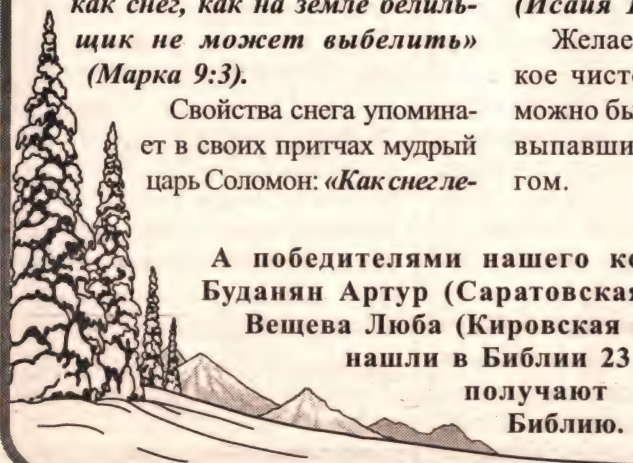 как снег, как на земле белиль-
щик не может выбелить»
(Марка 9:3).
Свойства снега упомина-
ет в своих притчах мудрый
царь Соломон: «Как снег ле-
(Исаия
Желае
кое чист
можно бы
выпавши
гом.
А победителями нашего ко
Буданян Артур (Саратовская
Вещева Люба (Кировская
нашли в Библии 23
получают
Библию.